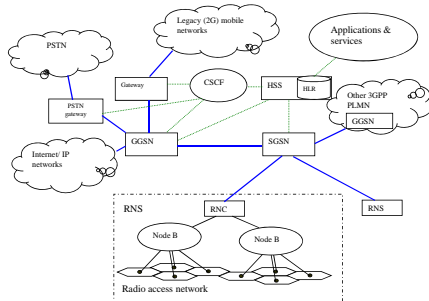 Legacy (2G) mobile
networks
PSTN
Applications &
services
Gateway
CSCF
HSS
HLR
Other 3GPP
PLMN
GGSN
PSTN
gateway
GGSN
SGSN
Internet/ IP
networks
RNS
RNC
RNS
Node B
Node B
Radio access network